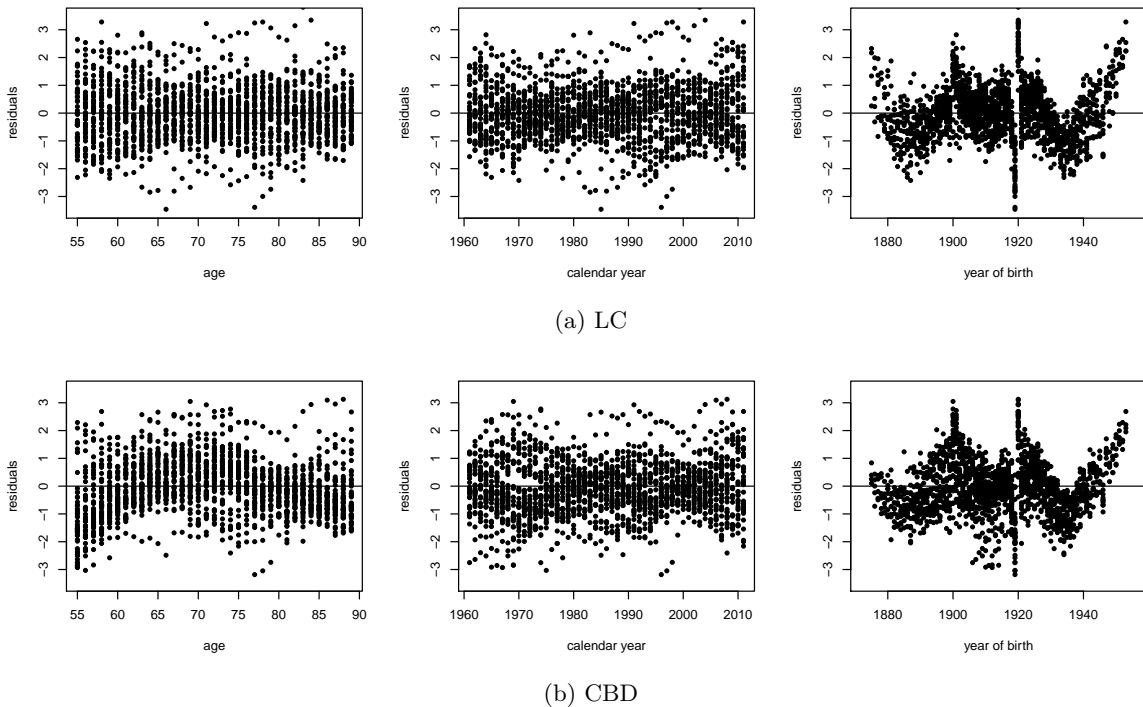 residuals
3
2
1
0
−1
−2
−3
55 60 65 70 75 80 85 90
age
residuals
3
2
1
0
−1
−2
−3
1960 1970 1980 1990 2000 2010
calendar year
residuals
3
2
1
0
−1
−2
−3
1880 1900 1920 1940
year of birth
(a) LC
residuals
3
2
1
0
−1
−2
−3
55 60 65 70 75 80 85 90
age
residuals
3
2
1
0
−1
−2
−3
1960 1970 1980 1990 2000 2010
calendar year
residuals
3
2
1
0
−1
−2
−3
1880 1900 1920 1940
year of birth
(b) CBD